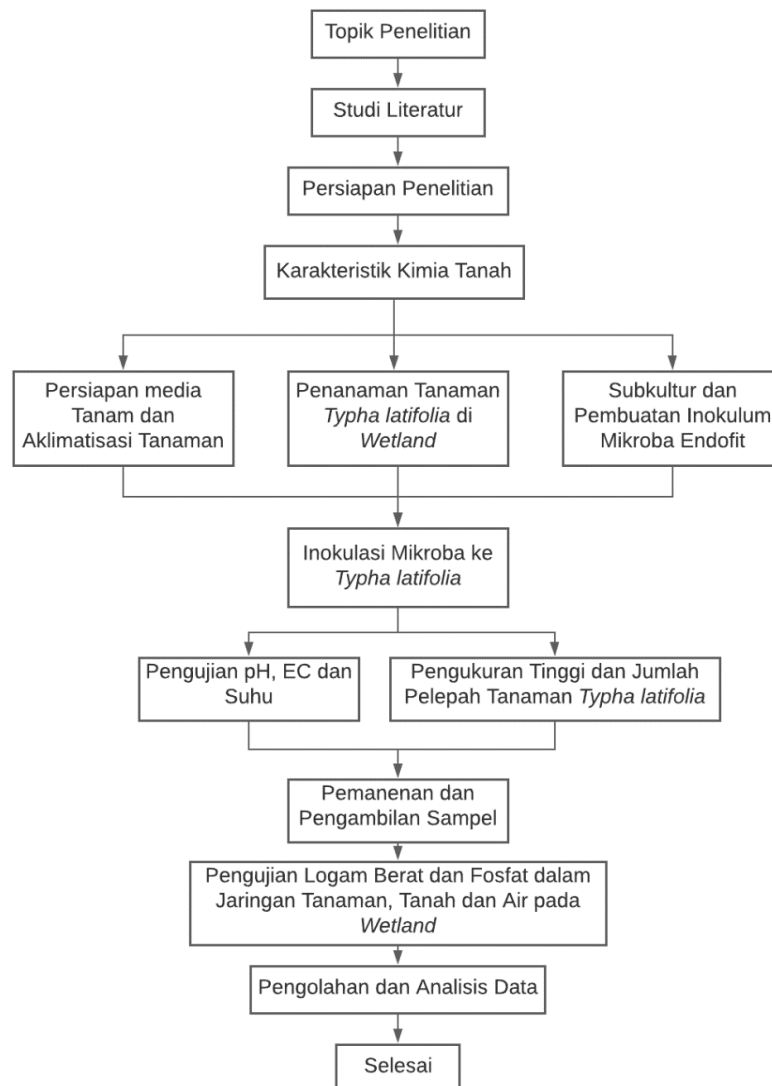 Topik Penelitian
Studi Literatur
Persiapan Penelitian
Karakteristik Kimia Tanah
Persiapan media
Tanam dan
Aklimatisasi Tanaman
Penanaman Tanaman
Typha latifolia di
Wetland
Subkultur dan
Pembuatan Inokulum
Mikroba Endofit
Inokulasi Mikroba ke
Typha latifolia
Pengujian pH, EC dan
Suhu
Pengukuran Tinggi dan Jumlah
Pelepah Tanaman Typha latifolia
Pemanenan dan
Pengambilan Sampel
Pengujian Logam Berat dan Fosfat dalam
Jaringan Tanaman, Tanah dan Air pada
Wetland
Pengolahan dan Analisis Data
Selesai